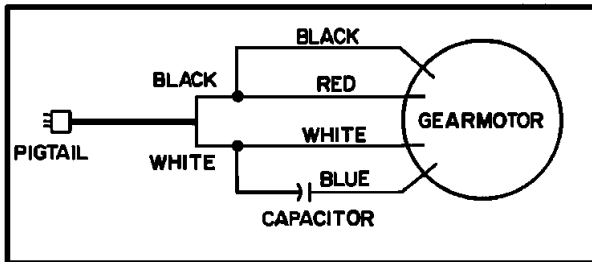 BLACK
BLACK
RED
GEARMOTOR
PIGTAIL
WHITE
WHITE
BLUE
CAPACITOR